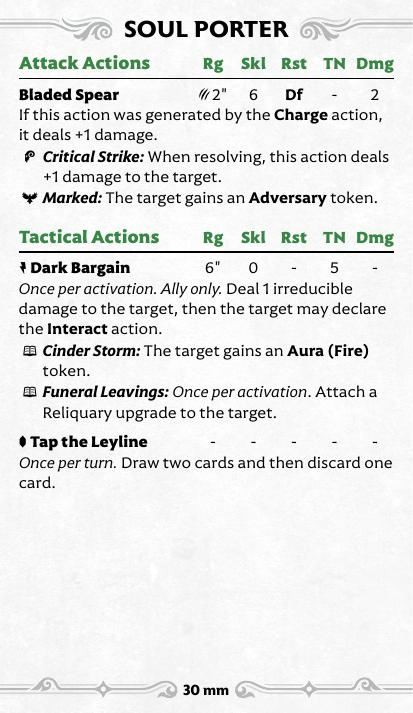 SOUL PORTER
Attack Actions Rg Skl Rst TN Dmg
Bladed Spear 2" 6 Df - 2
If this action was generated by the Charge action,
it deals +1 damage.
Critical Strike: When resolving, this action deals
+1 damage to the target.
Marked: The target gains an Adversary token.
Tactical Actions Rg Skl Rst TN Dmg
Dark Bargain 6" 0 - 5 -
Once per activation. Ally only. Deal 1 irreducible
damage to the target, then the target may declare
the Interact action.
Cinder Storm: The target gains an Aura (Fire)
token.
Funeral Leavings: Once per activation. Attach a
Reliquary upgrade to the target.
Tap the Leyline - - - - -
Once per turn. Draw two cards and then discard one
card.
30 mm